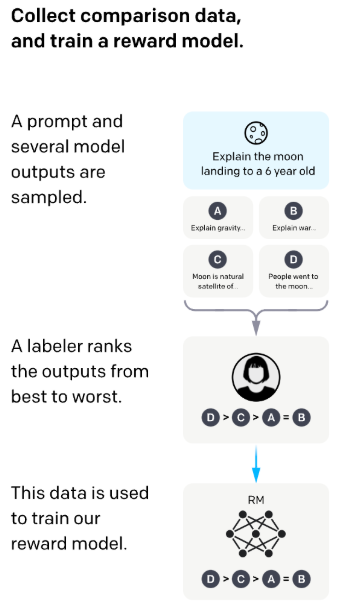 Collect comparison data,
and train a reward model.
A prompt and
several model
outputs are
sampled.
Explain the moon
landing to a 6 year old
A
Explain gravity...
B
Explain war...
C
Moon is natural
satellite of...
D
People went to
the moon...
A labeler ranks
the outputs from
best to worst.
D > C > A = B
This data is used
to train our
reward model.
RM
D > C > A = B